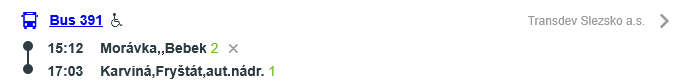 Bus 391 Transdev Slezsko a.s.
15:12 Morávka,,Bebek 2
17:03 Karviná,Fryštát,aut.nádr. 1